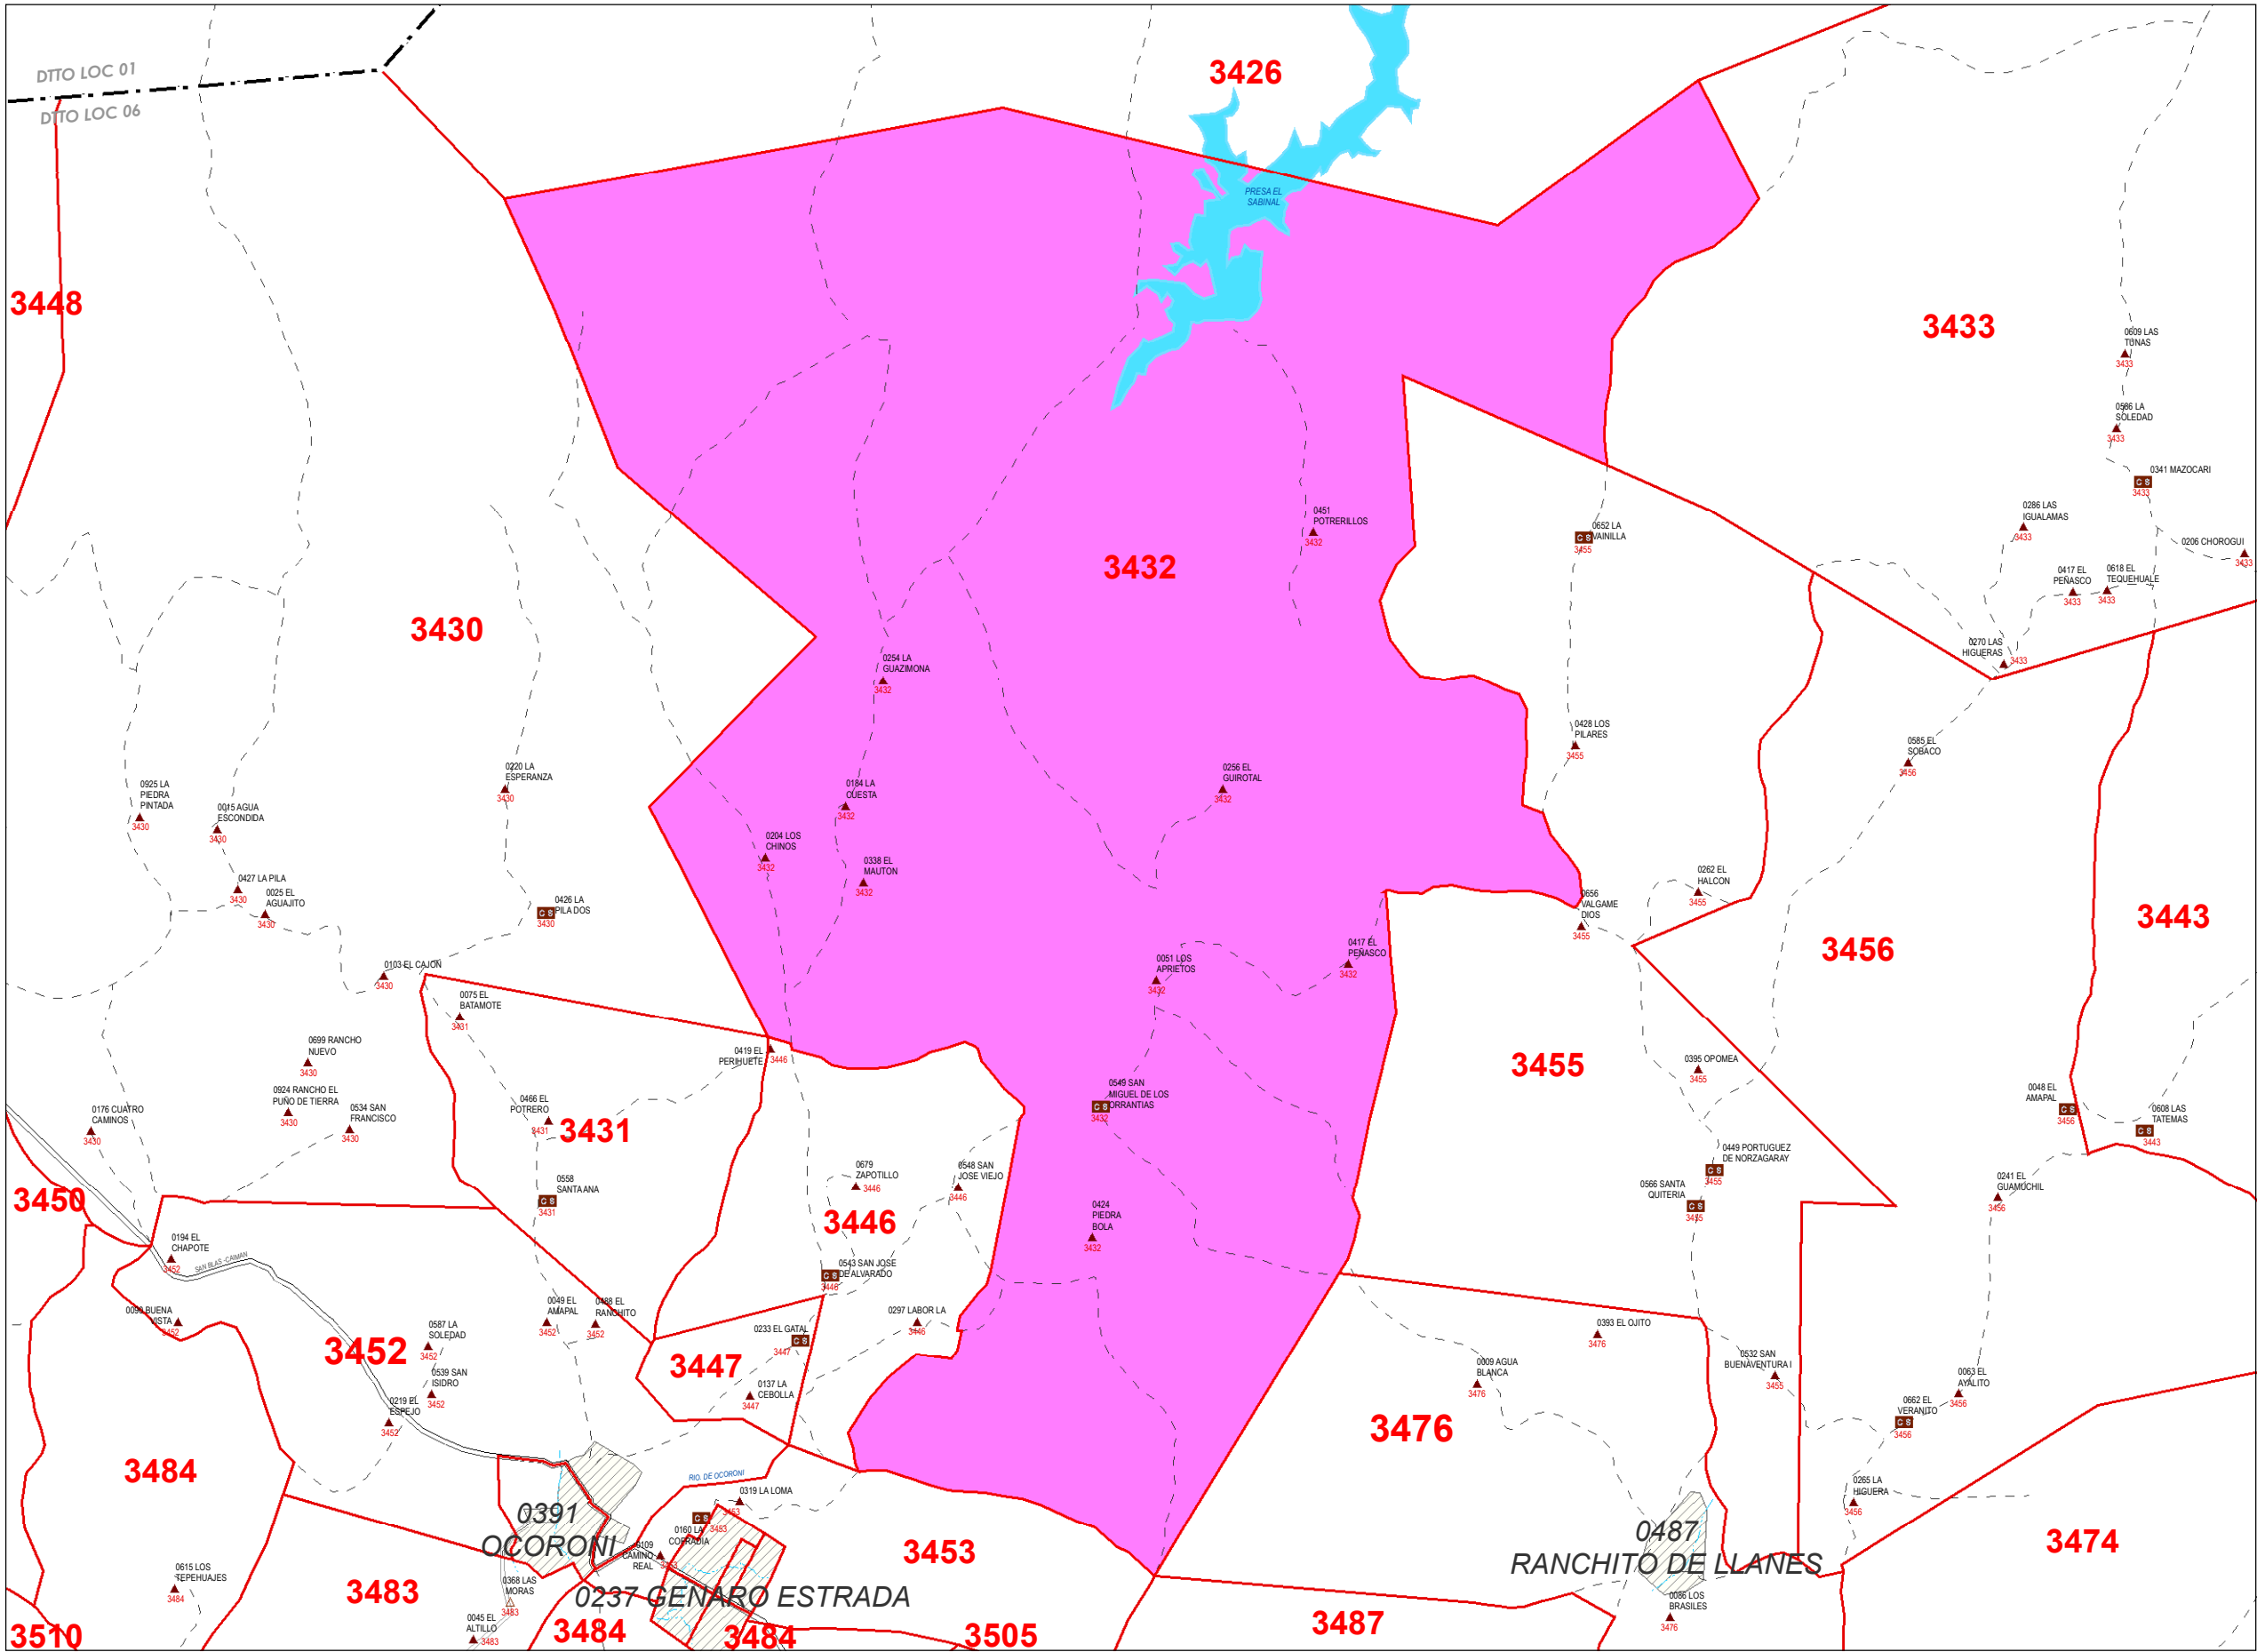 DTTO LOC 01
DTTO LOC 06
3426
PRESA EL
SABINAL
3448
3433
0609 LAS
TUNAS
3433
0586 LA
SOLEDAD
3433
0341 MAZOCARI
C S
3433
0286 LAS
IGUALAMAS
3433
0206 CHOROGUI
3433
0417 EL
PEÑASCO
3433
0618 EL
TEQUEHUALE
3433
0270 LAS
HIGUERAS
3433
0451
POTRERILLOS
3432
3432
0652 LA
VAINILLA
C S
3455
3430
0254 LA
GUAZIMONA
3432
0428 LOS
PILARES
3455
0585 EL
SOBACO
3456
0220 LA
ESPERANZA
3430
0925 LA
PIEDRA
PINTADA
3430
0015 AGUA
ESCONDIDA
3430
0184 LA
CUESTA
3432
0256 EL
GUIROTAL
3432
0204 LOS
CHINOS
3432
0338 EL
MAUTON
3432
0427 LA PILA
3430
0025 EL
AGUAJITO
3430
0426 LA
PILA DOS
C S
3430
0262 EL
HALCON
3455
0656
VALGAME
DIOS
3455
3456
3443
0103 EL CAJON
3430
0051 LOS
APRIETOS
3432
0417 EL
PEÑASCO
3432
0075 EL
BATAMOTE
3431
0699 RANCHO
NUEVO
3430
0419 EL
PERIHUETE
3446
3455
0395 OPOMEA
3455
0924 RANCHO EL
PUÑO DE TIERRA
3430
0534 SAN
FRANCISCO
3430
0176 CUATRO
CAMINOS
3430
0466 EL
POTRERO
3431
3431
0549 SAN
MIGUEL DE LOS
ORRANTIAS
C S
3432
0048 EL
AMAPAL
C S
3456
0608 LAS
TATEMAS
C S
3443
0449 PORTUGUEZ
DE NORZAGARAY
C S
3455
0566 SANTA
QUITERIA
C S
3455
0241 EL
GUAMUCHIL
3456
3450
0558
SANTA ANA
C S
3431
0679
ZAPOTILLO
3446
0548 SAN
JOSE VIEJO
3446
3446
0424
PIEDRA
BOLA
3432
0194 EL
CHAPOTE
3452
SAN BLAS -CAIMAN
0543 SAN JOSE
DE ALVARADO
C S
3446
0090 BUENA
VISTA
3452
0587 LA
SOLEDAD
3452
0049 EL
AMAPAL
3452
0488 EL
RANCHITO
3452
0297 LABOR LA
3446
0233 EL GATAL
C S
3447
3452
3447
0137 LA
CEBOLLA
3447
0539 SAN
ISIDRO
3452
0219 EL
ESPEJO
3452
0393 EL OJITO
3476
0009 AGUA
BLANCA
3476
0532 SAN
BUENAVENTURA I
3455
0063 EL
AYALITO
3456
0662 EL
VERANITO
C S
3456
3476
3484
RIO. DE OCORONI
0319 LA LOMA
3453
0265 LA
HIGUERA
3456
0391
OCORONI
C S
3453
0160 LA
COFRADIA
0109
CAMINO
REAL
3453
3453
0487
RANCHITO DE LLANES
3474
0615 LOS
TEPEHUAJES
3484
3483
0368 LAS
MORAS
3483
0237 GENARO ESTRADA
0086 LOS
BRASILES
3476
3510
0045 EL
ALTILLO
3483
3484
3484
3505
3487